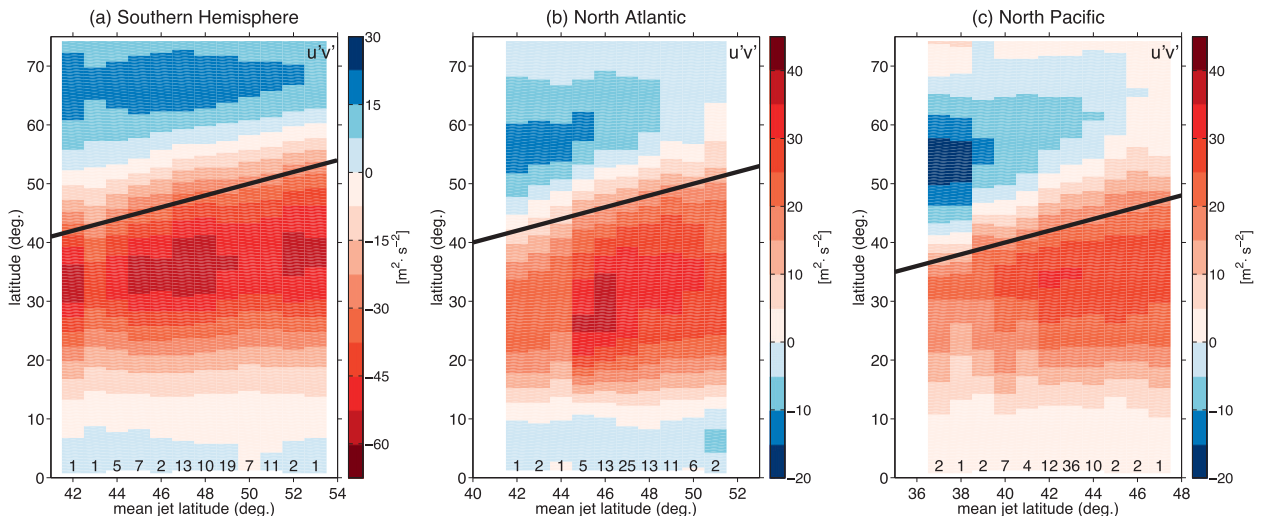 (a) Southern Hemisphere
u'v'
70
60
50
40
30
20
10
0
latitude (deg.)
1 1 5 7 2 13 10 19 7 11 2 1
42 44 46 48 50 52 54
mean jet latitude (deg.)
30
15
0
−15
−30
−45
−60
[m²· s⁻²]
(b) North Atlantic
u'v'
70
60
50
40
30
20
10
0
latitude (deg.)
1 2 1 5 13 25 13 11 6 2
40 42 44 46 48 50 52
mean jet latitude (deg.)
40
30
20
10
0
−10
−20
[m²· s⁻²]
(c) North Pacific
u'v'
70
60
50
40
30
20
10
0
latitude (deg.)
2 1 2 7 4 12 36 10 2 2 1
36 38 40 42 44 46 48
mean jet latitude (deg.)
40
30
20
10
0
−10
−20
[m²· s⁻²]